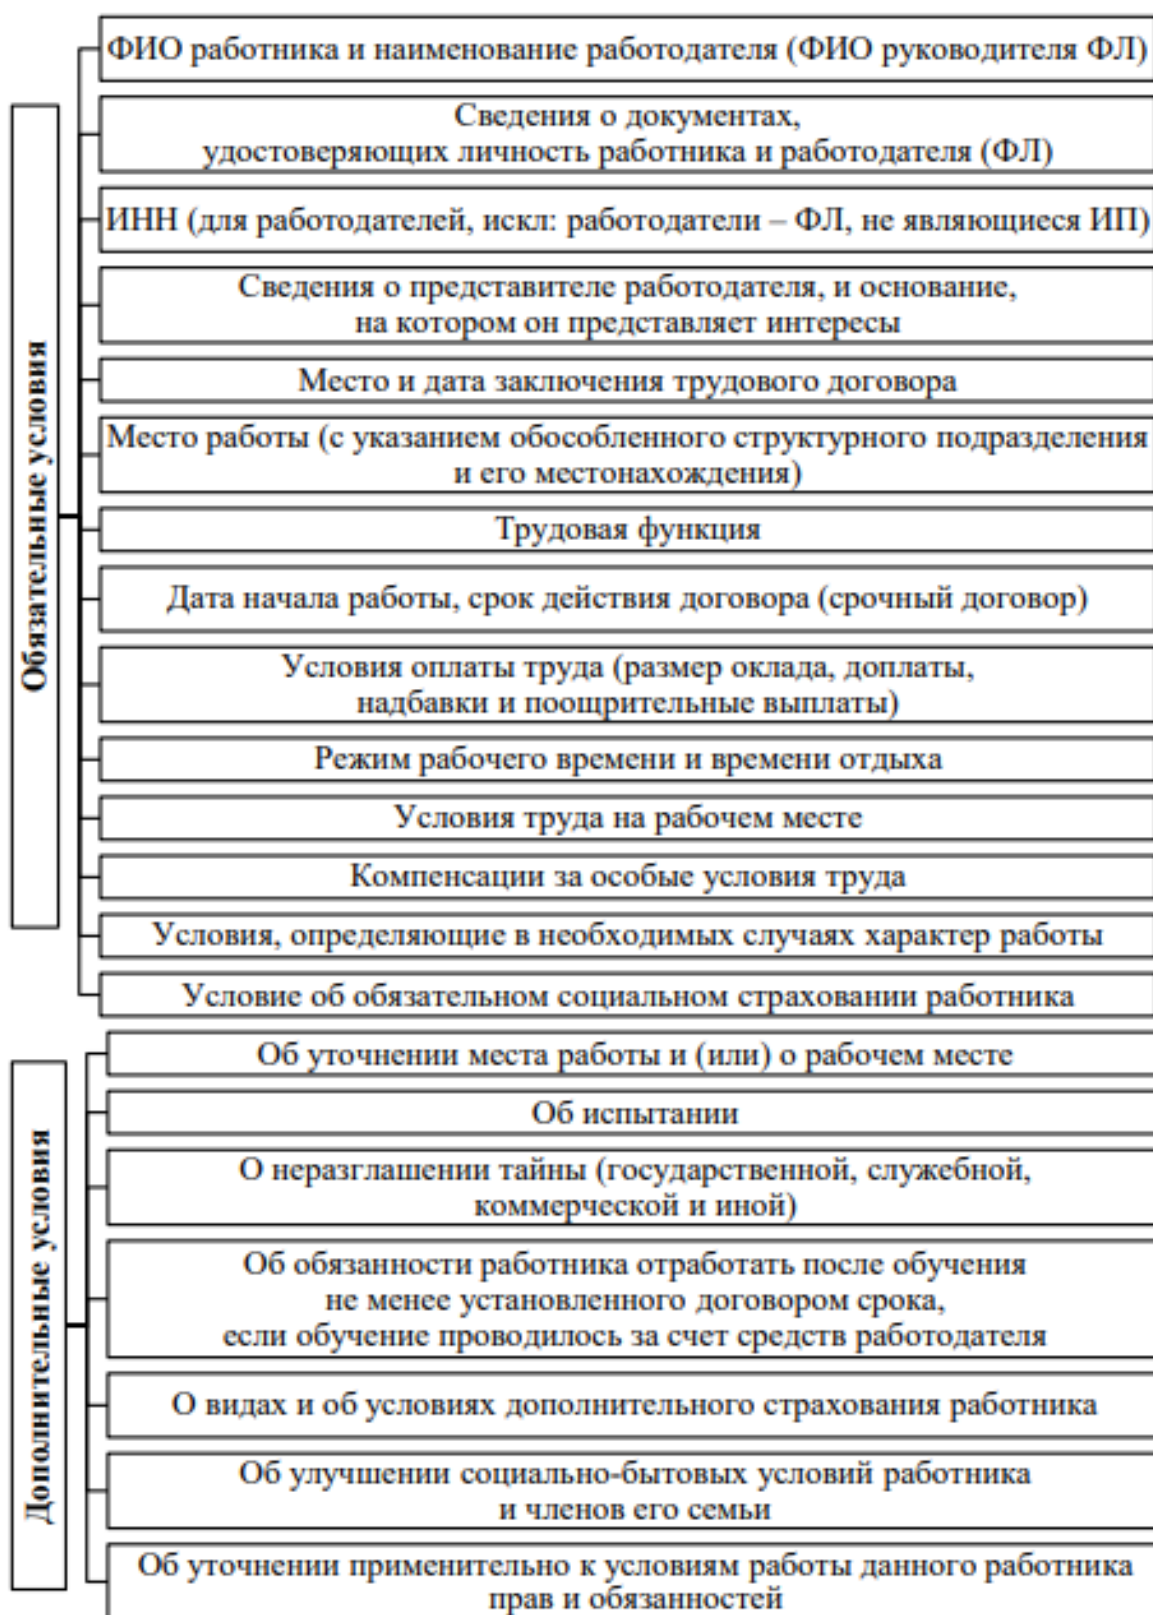 Обязательные условия
ФИО работника и наименование работодателя (ФИО руководителя ФЛ)
Сведения о документах,
удостоверяющих личность работника и работодателя (ФЛ)
ИНН (для работодателей, искл: работодатели – ФЛ, не являющиеся ИП)
Сведения о представителе работодателя, и основание,
на котором он представляет интересы
Место и дата заключения трудового договора
Место работы (с указанием обособленного структурного подразделения
и его местонахождения)
Трудовая функция
Дата начала работы, срок действия договора (срочный договор)
Условия оплаты труда (размер оклада, доплаты,
надбавки и поощрительные выплаты)
Режим рабочего времени и времени отдыха
Условия труда на рабочем месте
Компенсации за особые условия труда
Условия, определяющие в необходимых случаях характер работы
Условие об обязательном социальном страховании работника
Дополнительные условия
Об уточнении места работы и (или) о рабочем месте
Об испытании
О неразглашении тайны (государственной, служебной,
коммерческой и иной)
Об обязанности работника отработать после обучения
не менее установленного договором срока,
если обучение проводилось за счет средств работодателя
О видах и об условиях дополнительного страхования работника
Об улучшении социально-бытовых условий работника
и членов его семьи
Об уточнении применительно к условиям работы данного работника
прав и обязанностей